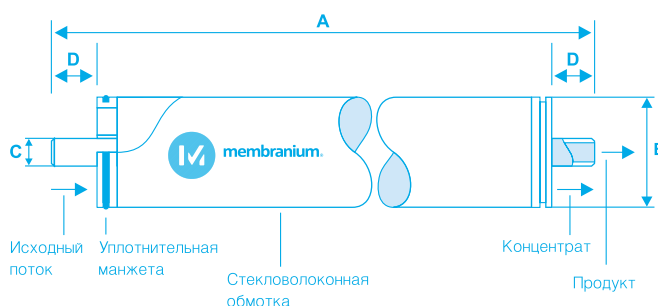 A
D
D
C
membranium®
B
Исходный
поток
Уплотнительная
манжета
Стекловолоконная
обмотка
Концентрат
Продукт